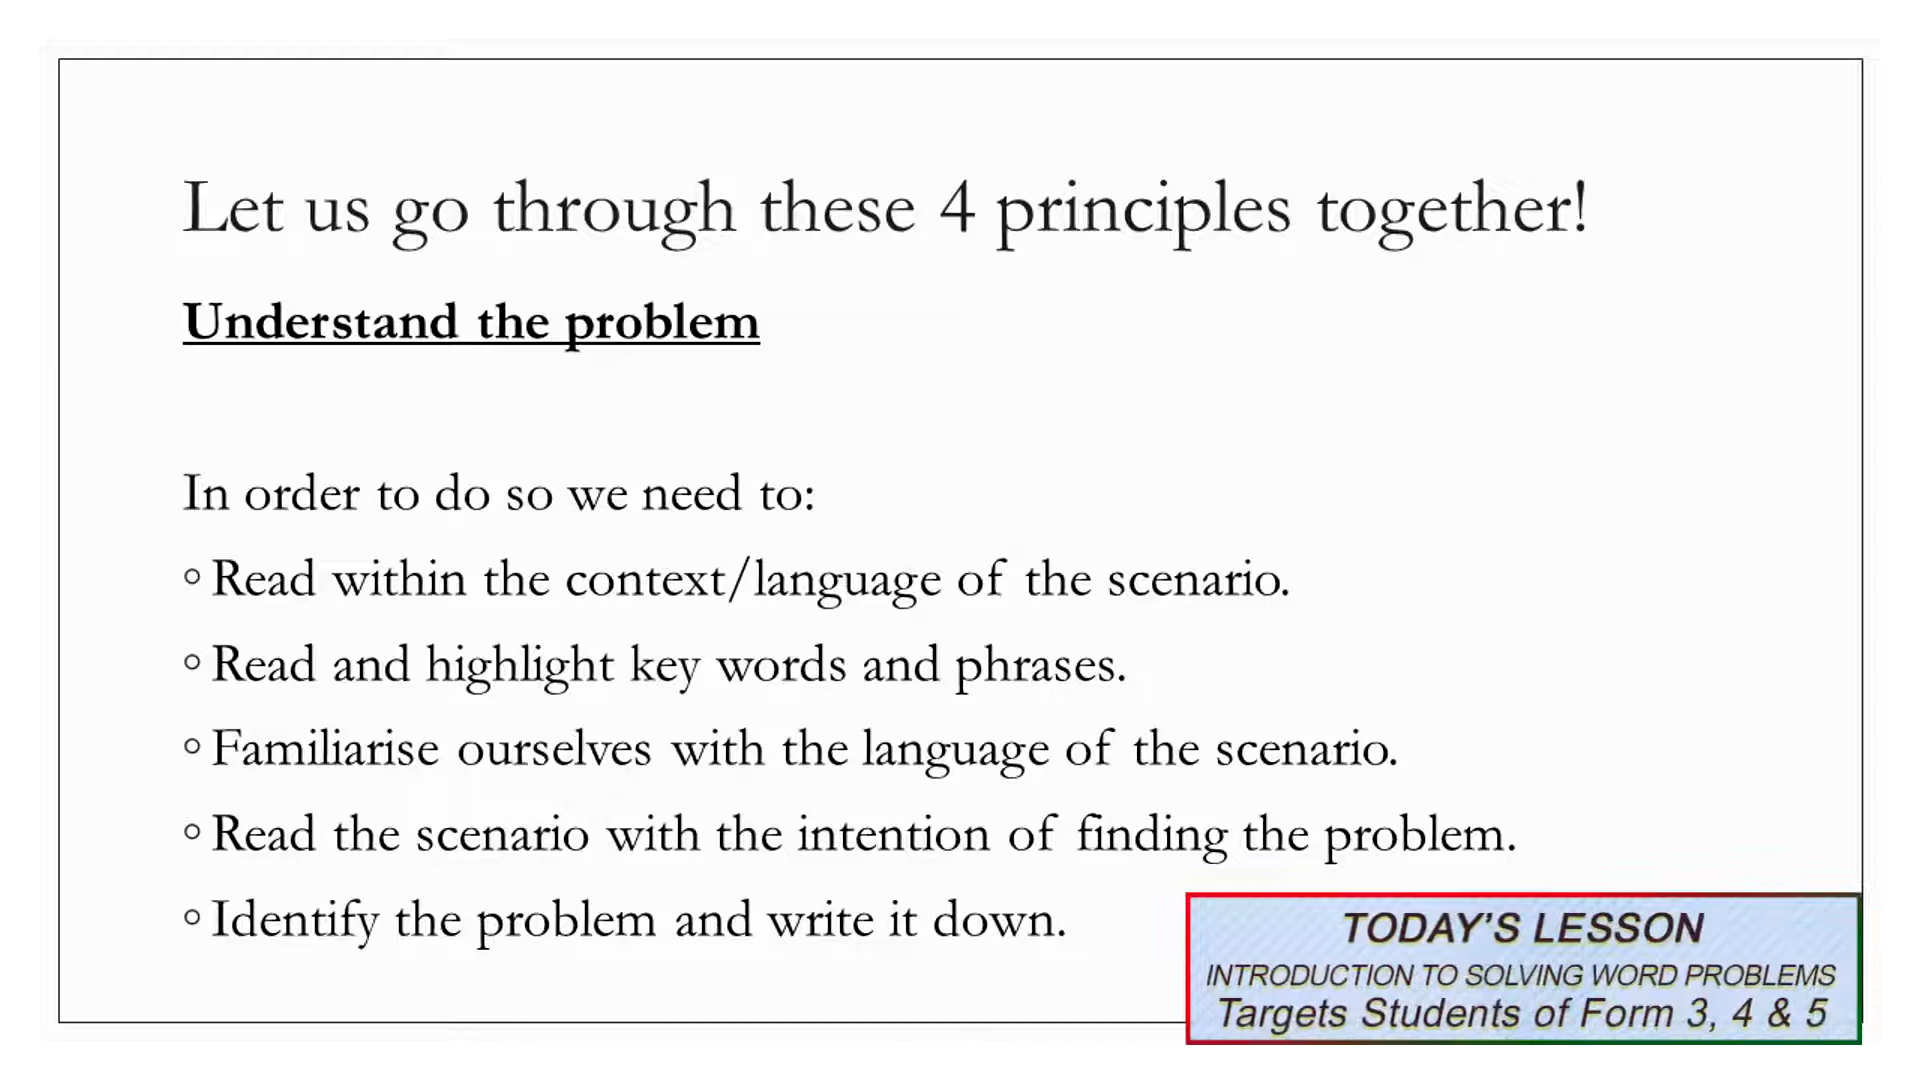 Let us go through these 4 principles together!
Understand the problem
In order to do so we need to:
◦ Read within the context/language of the scenario.
◦ Read and highlight key words and phrases.
◦ Familiarise ourselves with the language of the scenario.
◦ Read the scenario with the intention of finding the problem.
◦ Identify the problem and write it down.
TODAY'S LESSON
INTRODUCTION TO SOLVING WORD PROBLEMS
Targets Students of Form 3, 4 & 5